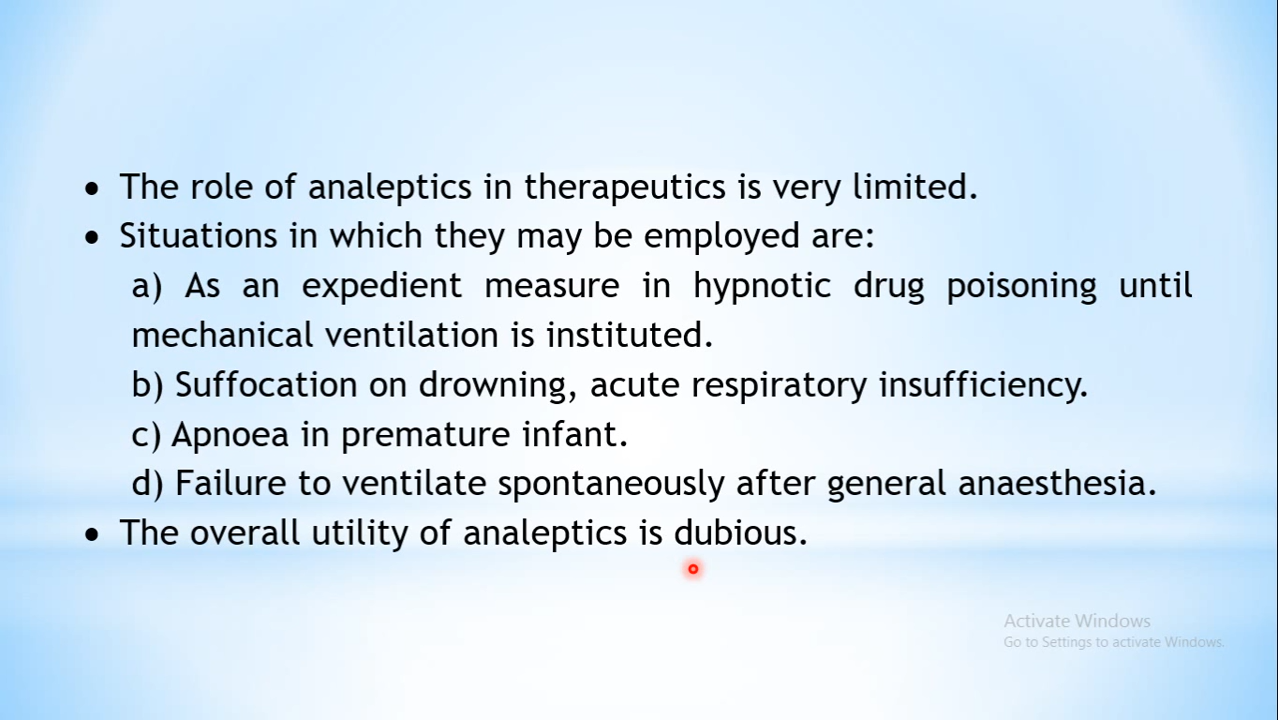 • The role of analeptics in therapeutics is very limited.
• Situations in which they may be employed are:
a) As an expedient measure in hypnotic drug poisoning until
mechanical ventilation is instituted.
b) Suffocation on drowning, acute respiratory insufficiency.
c) Apnoea in premature infant.
d) Failure to ventilate spontaneously after general anaesthesia.
• The overall utility of analeptics is dubious.
Activate Windows
Go to Settings to activate Windows.